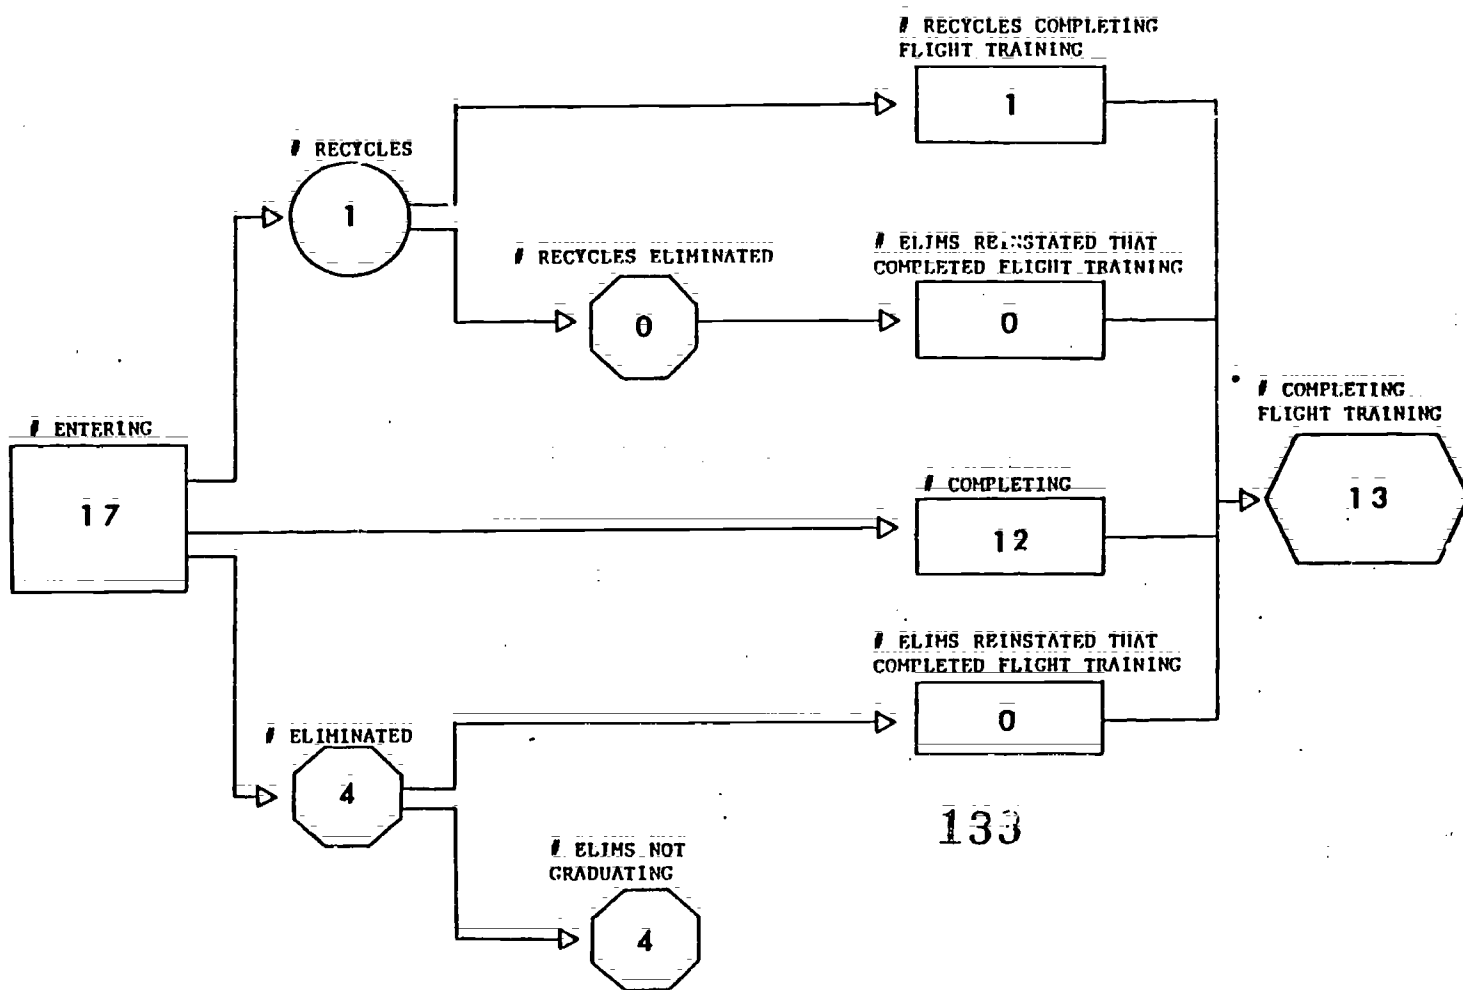 # RECYCLES COMPLETING
FLIGHT TRAINING
1
# RECYCLES
1
# ELIMS REINSTATED THAT
COMPLETED FLIGHT TRAINING
0
# RECYCLES ELIMINATED
0
# ENTERING
17
# COMPLETING
FLIGHT TRAINING
13
# COMPLETING
12
# ELIMS REINSTATED THAT
COMPLETED FLIGHT TRAINING
0
# ELIMINATED
4
133
# ELIMS NOT
GRADUATING
4